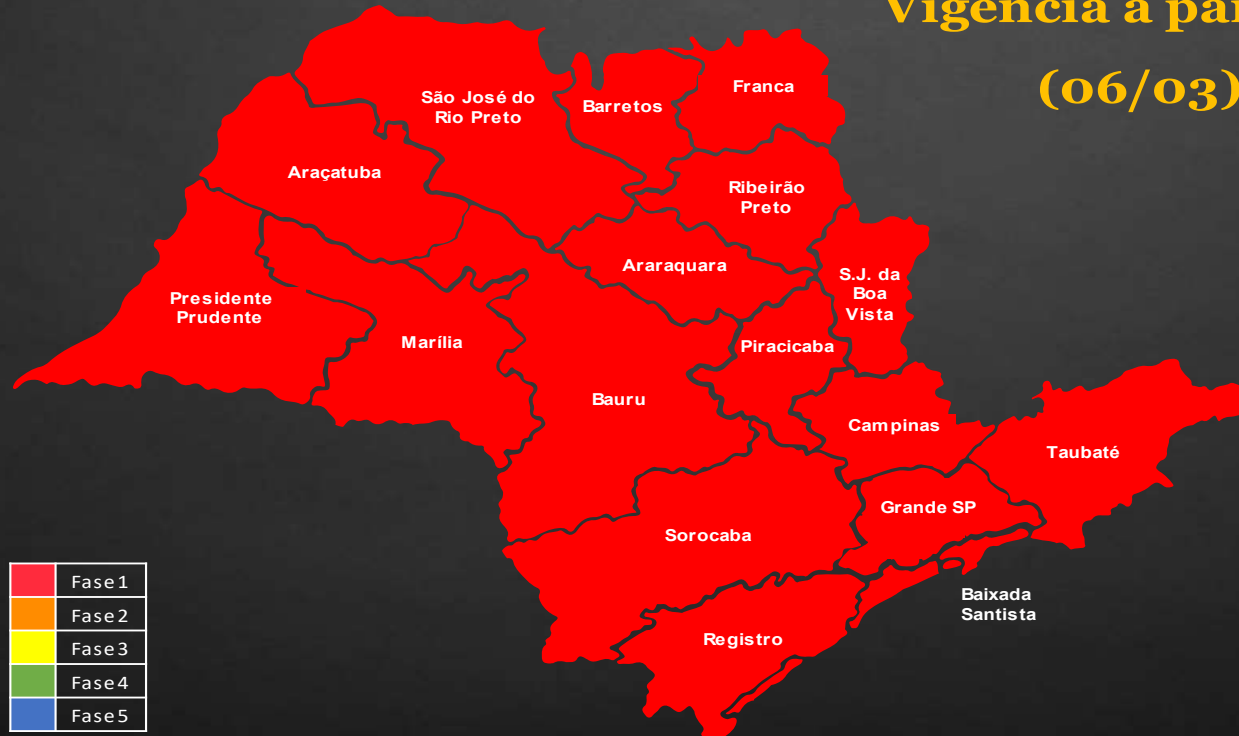 Vigência a par
(06/03)
São José do
Rio Preto
Barretos
Franca
Araçatuba
Ribeirão
Preto
Araraquara
S.J. da
Boa
Vista
Presidente
Prudente
Marília
Piracicaba
Bauru
Campinas
Taubaté
Grande SP
Sorocaba
Baixada
Santista
Registro
Fase 1
Fase 2
Fase 3
Fase 4
Fase 5